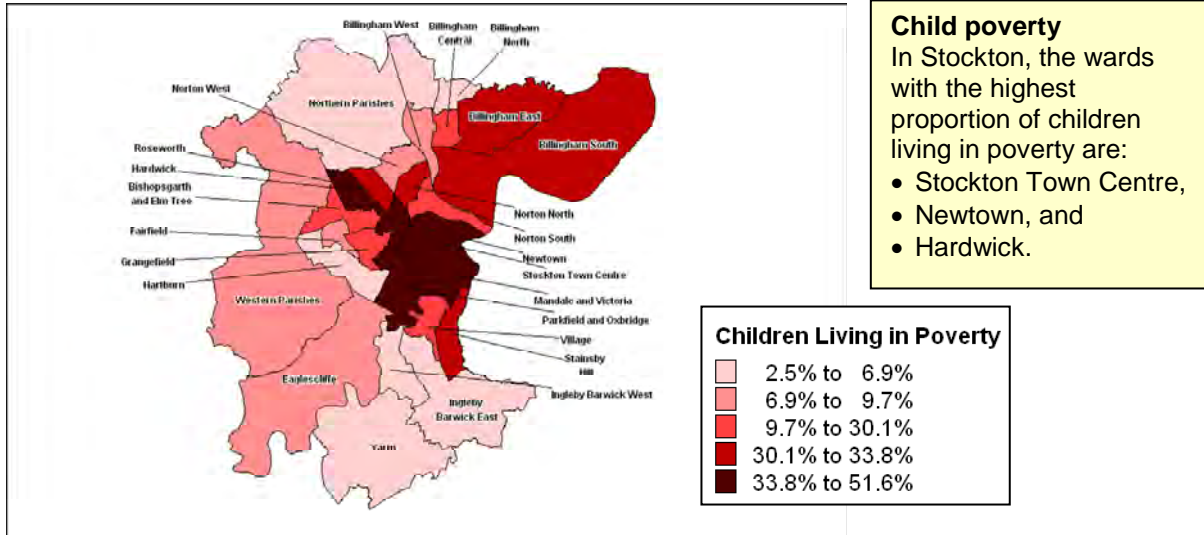 Billingham West
Billingham
Central
Billingham
North
Norton West
Northern Parishes
Billingham East
Billingham South
Roseworth
Hardwick
Bishopsgarth
and Elm Tree
Fairfield
Grangefield
Hartburn
Western Parishes
Eaglescliffe
Yarm
Norton North
Norton South
Newtown
Stockton Town Centre
Mandale and Victoria
Parkfield and Oxbridge
Village
Stainsby
Hill
Ingleby Barwick West
Ingleby
Barwick East
Child poverty
In Stockton, the wards
with the highest
proportion of children
living in poverty are:
• Stockton Town Centre,
• Newtown, and
• Hardwick.
Children Living in Poverty
2.5% to 6.9%
6.9% to 9.7%
9.7% to 30.1%
30.1% to 33.8%
33.8% to 51.6%